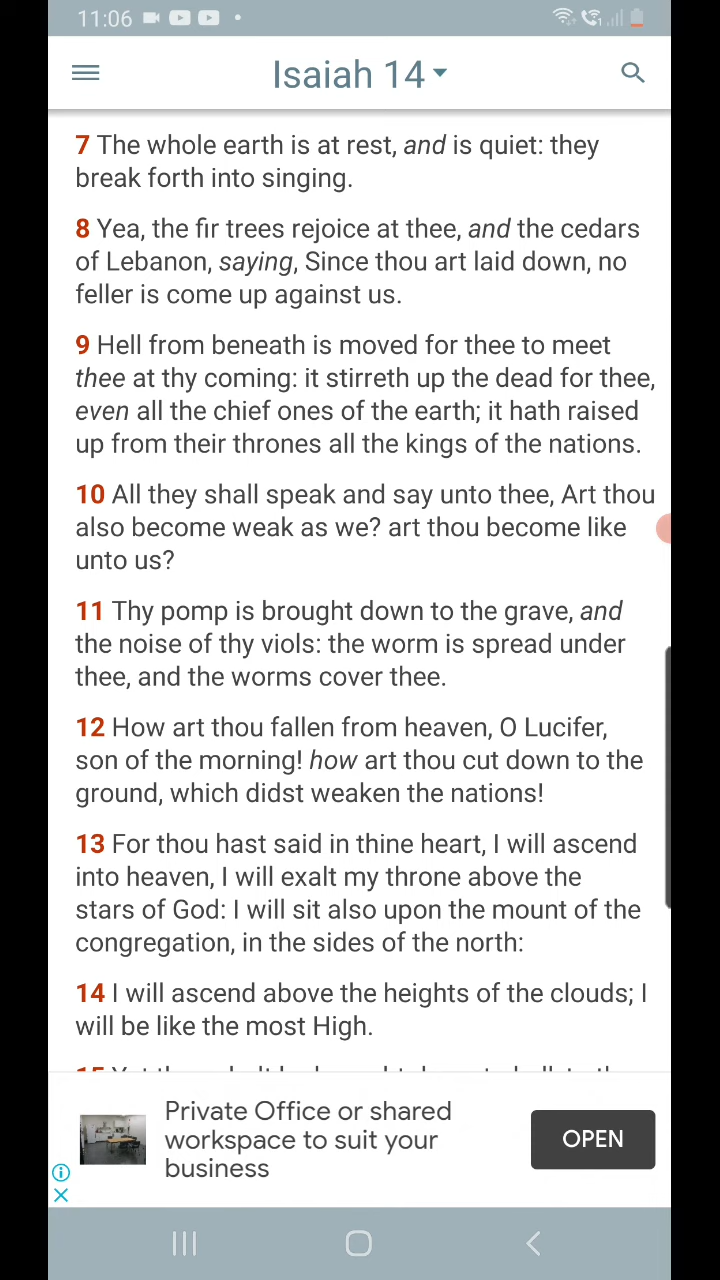 11:06
Isaiah 14
7 The whole earth is at rest, and is quiet: they
break forth into singing.
8 Yea, the fir trees rejoice at thee, and the cedars
of Lebanon, saying, Since thou art laid down, no
feller is come up against us.
9 Hell from beneath is moved for thee to meet
thee at thy coming: it stirreth up the dead for thee,
even all the chief ones of the earth; it hath raised
up from their thrones all the kings of the nations.
10 All they shall speak and say unto thee, Art thou
also become weak as we? art thou become like
unto us?
11 Thy pomp is brought down to the grave, and
the noise of thy viols: the worm is spread under
thee, and the worms cover thee.
12 How art thou fallen from heaven, O Lucifer,
son of the morning! how art thou cut down to the
ground, which didst weaken the nations!
13 For thou hast said in thine heart, I will ascend
into heaven, I will exalt my throne above the
stars of God: I will sit also upon the mount of the
congregation, in the sides of the north:
14 I will ascend above the heights of the clouds; I
will be like the most High.
Private Office or shared
workspace to suit your
business
OPEN